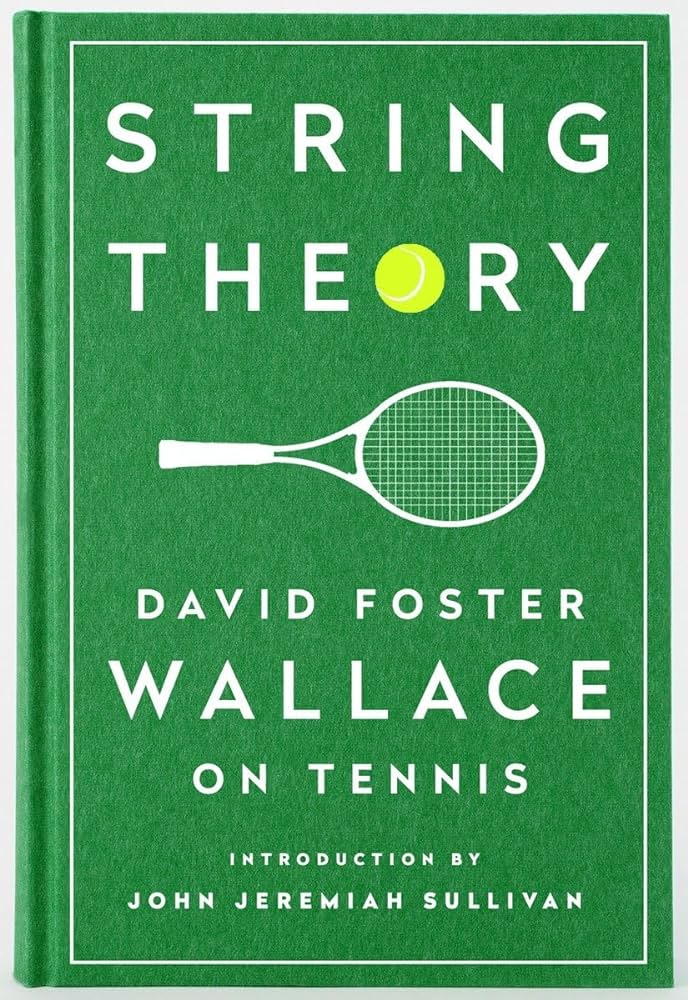 STRING
THEORY
DAVID FOSTER
WALLACE
ON TENNIS
INTRODUCTION BY
JOHN JEREMIAH SULLIVAN